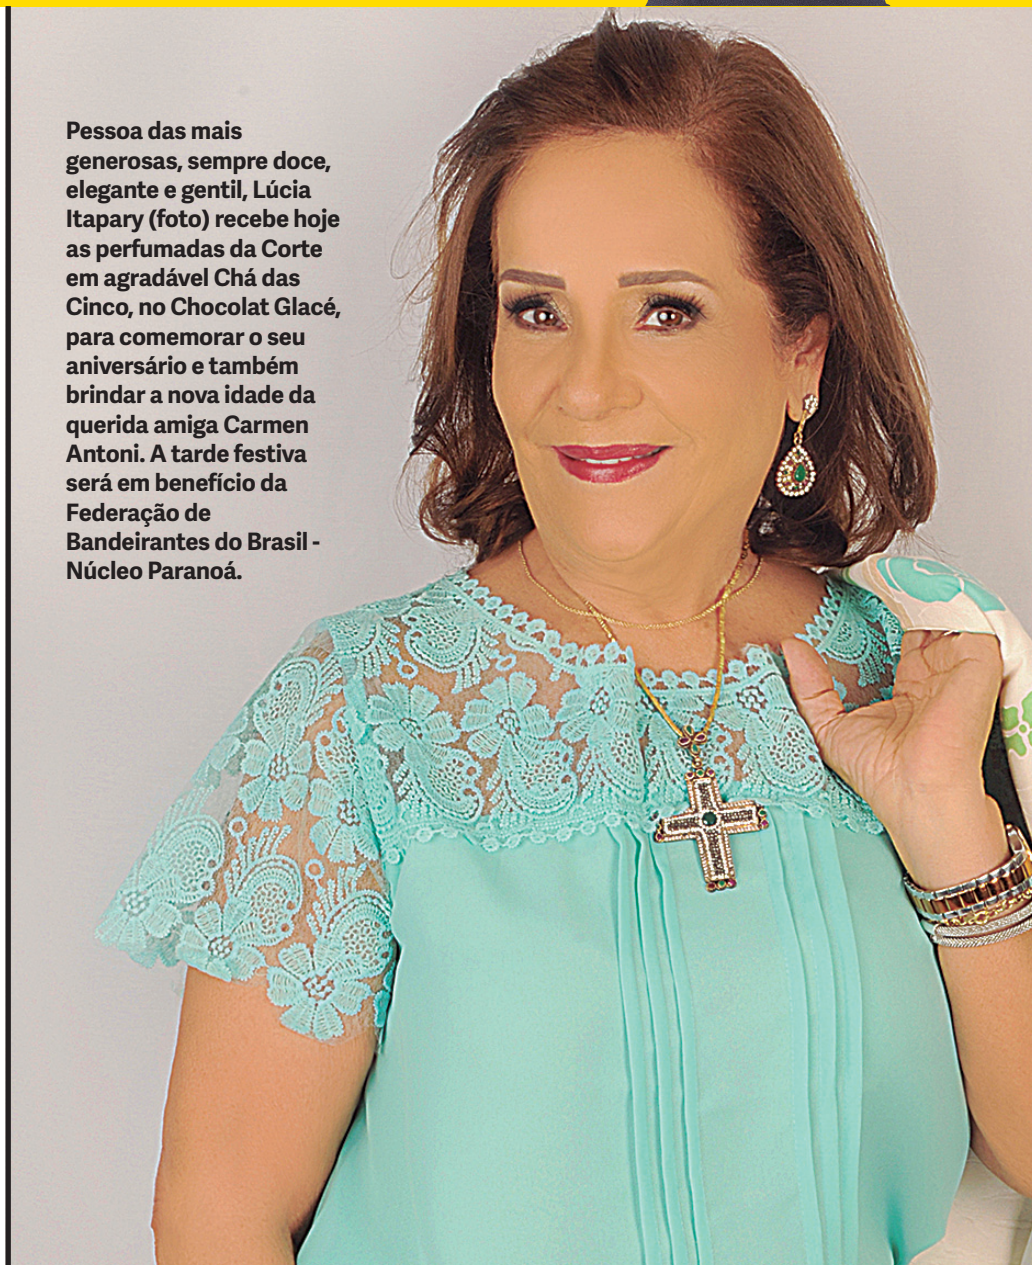 Pessoa das mais
generosas, sempre doce,
elegante e gentil, Lúcia
Itapary (foto) recebe hoje
as perfumadas da Corte
em agradável Chá das
Cinco, no Chocolat Glacé,
para comemorar o seu
aniversário e também
brindar a nova idade da
querida amiga Carmen
Antoni. A tarde festiva
será em benefício da
Federação de
Bandeirantes do Brasil -
Núcleo Paranoá.